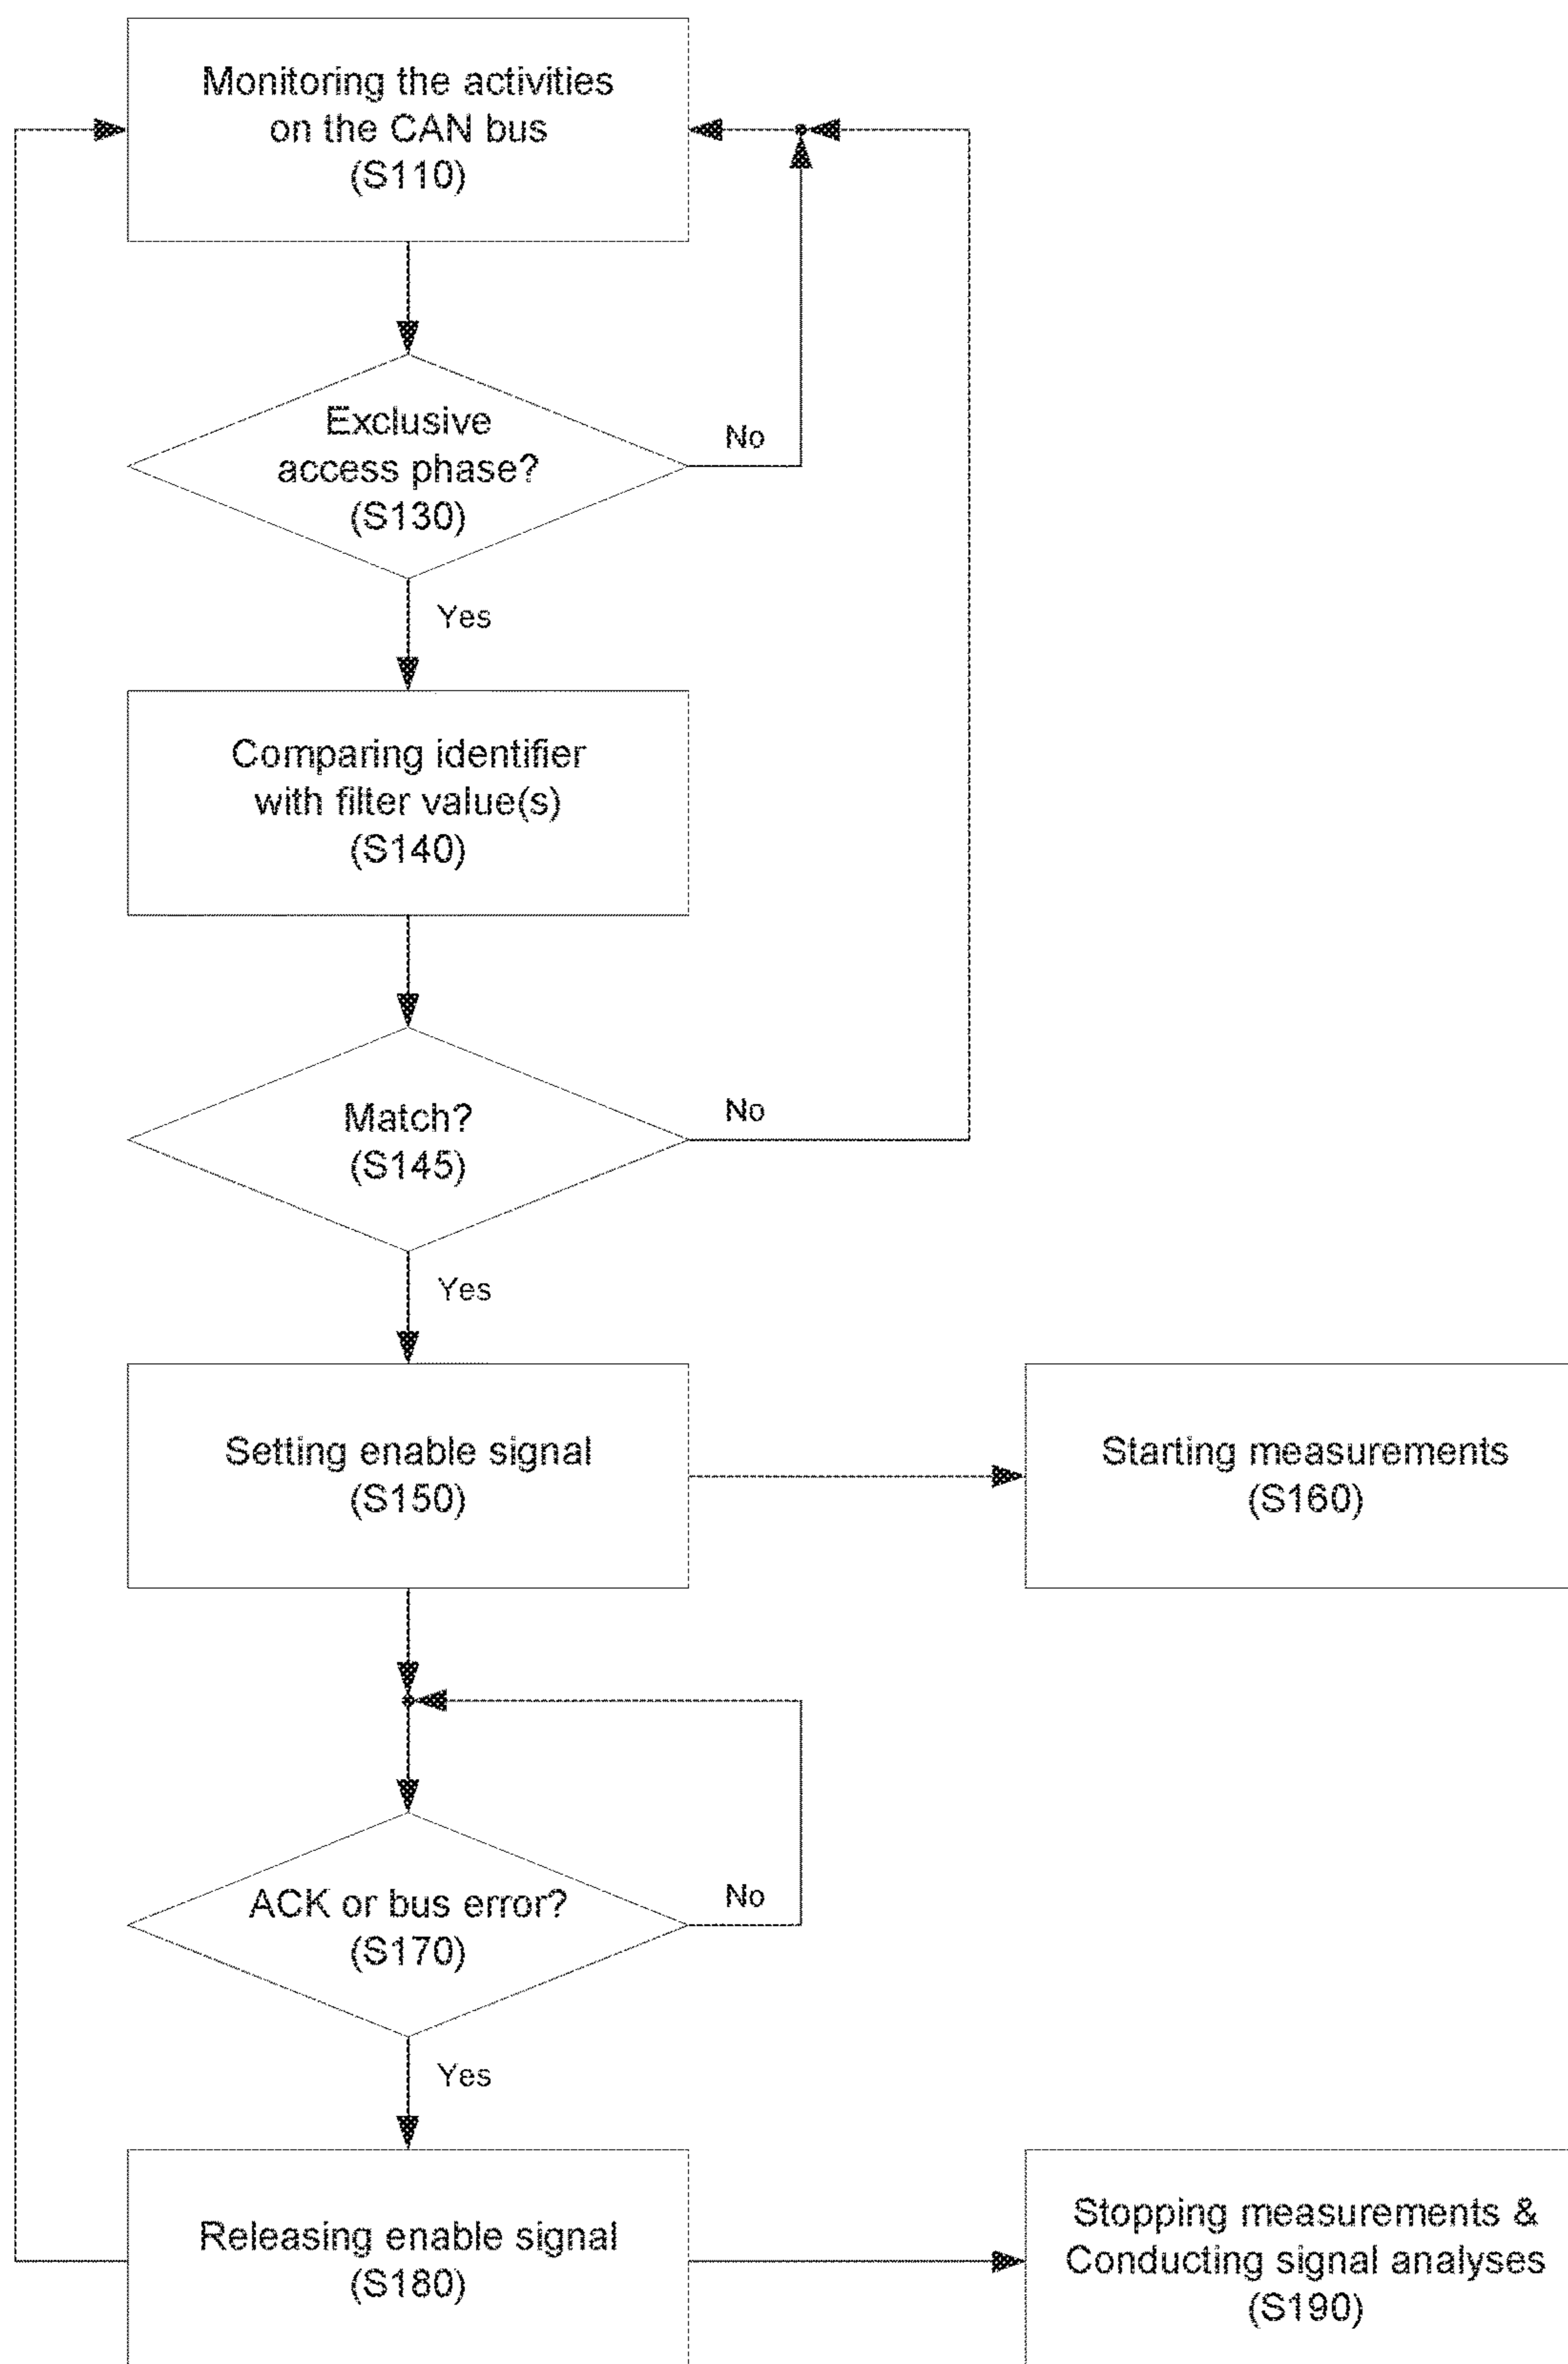 Monitoring the activities
on the CAN bus
(S110)
Exclusive
access phase?
(S130)
No
Yes
Comparing identifier
with filter value(s)
(S140)
Match?
(S145)
No
Yes
Setting enable signal
(S150)
Starting measurements
(S160)
ACK or bus error?
(S170)
No
Yes
Releasing enable signal
(S180)
Stopping measurements &
Conducting signal analyses
(S190)